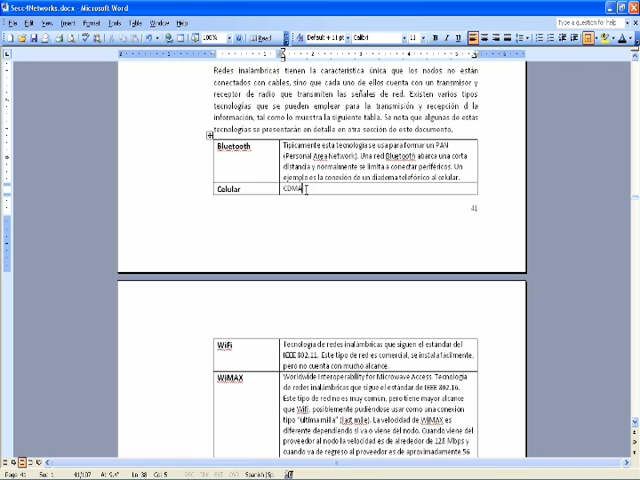 Secc4Networks.docx - Microsoft Word
File Edit View Insert Format Tools Table Window Help
Type a question for help
100% Read Default + 11 pt Calibri 11
Redes inalámbricas tienen la característica única que los nodos no están
conectados con cables, sino que cada uno de ellos cuenta con un transmisor y
receptor de radio que transmiten las señales de red. Existen varios tipos
tecnologías que se pueden emplear para la transmisión y recepción d la
información, tal como lo muestra la siguiente tabla. Se nota que algunas de estas
tecnologías se presentarán en detalle en otra sección de este documento.
Bluetooth
Típicamente esta tecnología se usa para formar un PAN
(Personal Area Network). Una red Bluetooth abarca una corta
distancia y normalmente se limita a conectar periféricos. Un
ejemplo es la conexión de un diadema telefónico al celular.
Celular
CDMA
41
WiFi
Tecnología de redes inalámbricas que siguen el estándar del
IEEE 802.11. Este tipo de red es comercial, se instala fácilmente,
pero no cuenta con mucho alcance.
WiMAX
Worldwide Interoperability for Microwave Access. Tecnología
de redes inalámbricas que sigue el estándar de IEEE 802.16.
Este tipo de red no es muy común, pero tiene mayor alcance
que Wifi, posiblemente pudiéndose usar como una conexión
tipo "última milla" (last mile). La velocidad de WiMAX es
diferente dependiendo si va o viene del nodo. Cuando viene del
proveedor al nodo la velocidad es de alrededor de 128 Mbps y
cuando va de regreso al proveedor es de aproximadamente 56
Page 41 Sec 1 41/107 At 9.4" Ln 38 Col 5 REC TRK EXT OVR Spanish (Sp